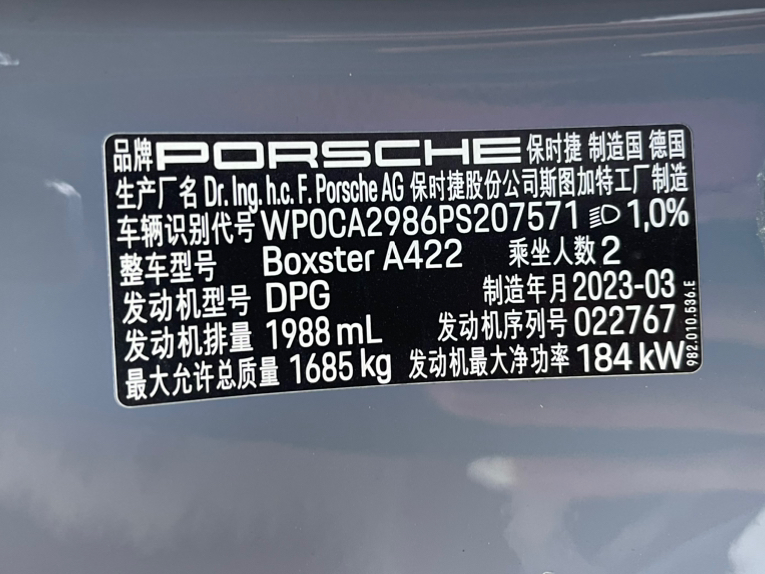 品牌 PORSCHE 保时捷 制造国 德国
生产厂名 Dr. Ing. h.c. F. Porsche AG 保时捷股份公司斯图加特工厂制造
车辆识别代号 WP0CA2986PS207571 1,0%
整车型号 Boxster A422 乘坐人数 2
发动机型号 DPG 制造年月 2023-03
发动机排量 1988 mL 发动机序列号 022767
最大允许总质量 1685 kg 发动机最大净功率 184 kW
982.010.536.E